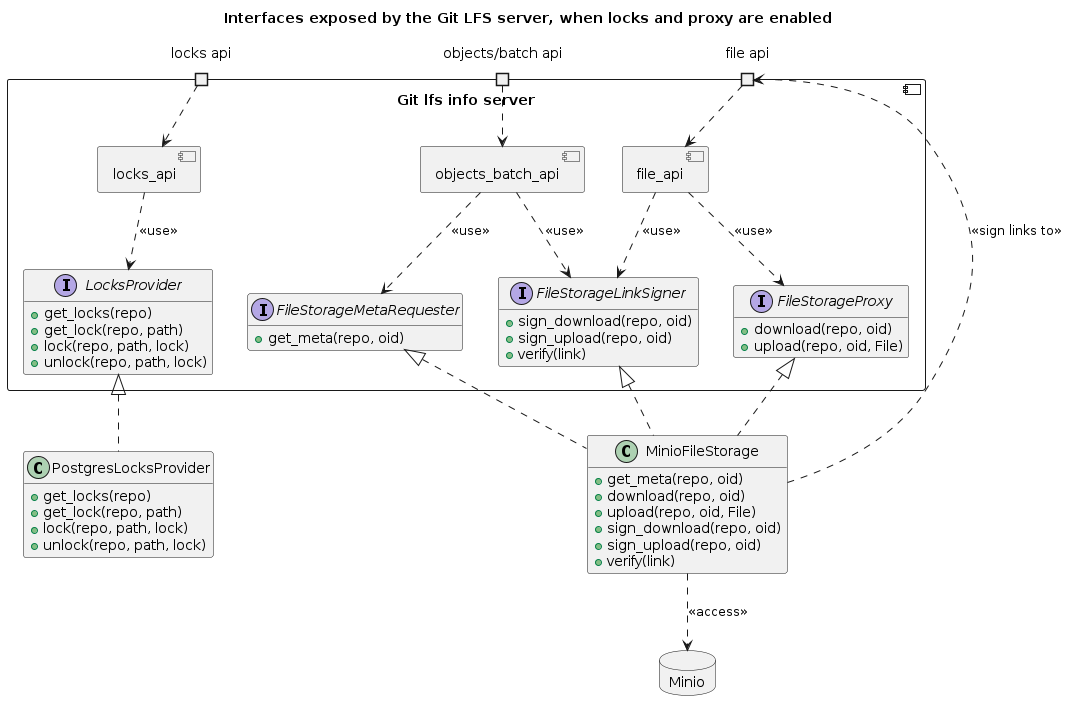 Interfaces exposed by the Git LFS server, when locks and proxy are enabled
locks api
objects/batch api
file api
Git lfs info server
locks_api
objects_batch_api
file_api
«use»
«use»
«use»
«use»
«use»
«sign links to»
I LocksProvider
get_locks(repo)
get_lock(repo, path)
lock(repo, path, lock)
unlock(repo, path, lock)
I FileStorageMetaRequester
get_meta(repo, oid)
I FileStorageLinkSigner
sign_download(repo, oid)
sign_upload(repo, oid)
verify(link)
I FileStorageProxy
download(repo, oid)
upload(repo, oid, File)
C PostgresLocksProvider
get_locks(repo)
get_lock(repo, path)
lock(repo, path, lock)
unlock(repo, path, lock)
C MinioFileStorage
get_meta(repo, oid)
download(repo, oid)
upload(repo, oid, File)
sign_download(repo, oid)
sign_upload(repo, oid)
verify(link)
«access»
Minio